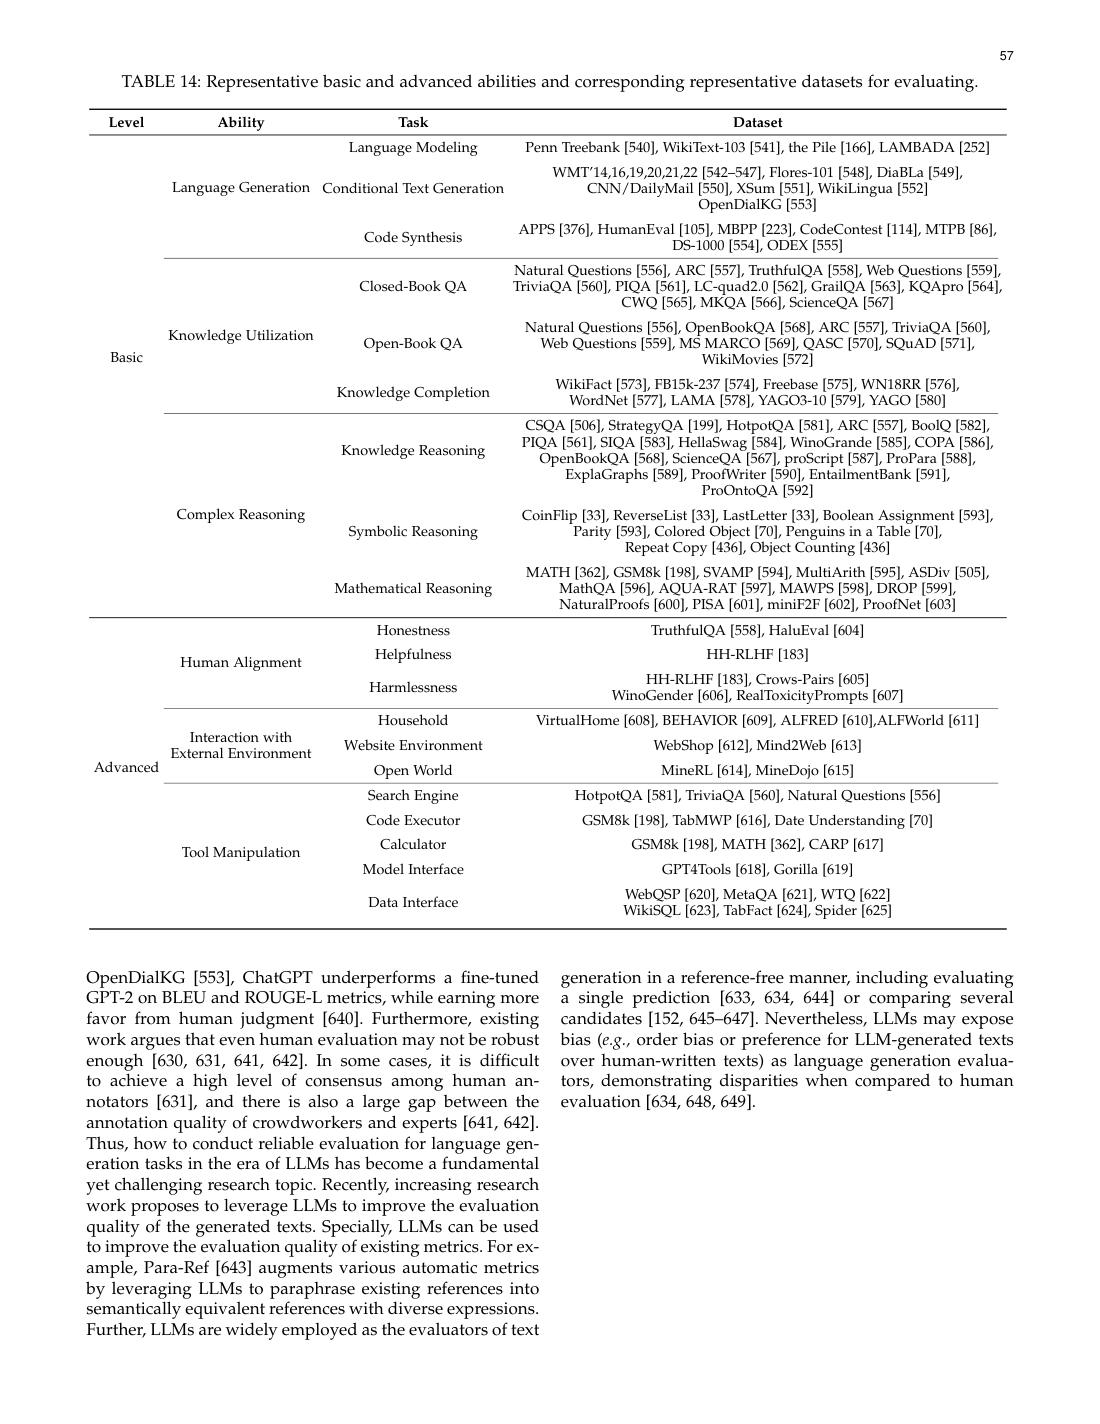 57
TABLE 14: Representative basic and advanced abilities and corresponding representative datasets for evaluating.
Level Ability Task Dataset
Language Modeling Penn Treebank [540], WikiText-103 [541], the Pile [166], LAMBADA [252]
WMT’14,16,19,20,21,22 [542–547], Flores-101 [548], DiaBLa [549],
Language Generation Conditional Text Generation CNN/DailyMail [550], XSum [551], WikiLingua [552]
OpenDialKG [553]
Code Synthesis APPS [376], HumanEval [105], MBPP [223], CodeContest [114], MTPB [86],
DS-1000 [554], ODEX [555]
Natural Questions [556], ARC [557], TruthfulQA [558], Web Questions [559],
Closed-Book QA TriviaQA [560], PIQA [561], LC-quad2.0 [562], GrailQA [563], KQApro [564],
CWQ [565], MKQA [566], ScienceQA [567]
Knowledge Utilization
Natural Questions [556], OpenBookQA [568], ARC [557], TriviaQA [560],
Open-Book QA Web Questions [559], MS MARCO [569], QASC [570], SQuAD [571],
WikiMovies [572]
Basic
Knowledge Completion WikiFact [573], FB15k-237 [574], Freebase [575], WN18RR [576],
WordNet [577], LAMA [578], YAGO3-10 [579], YAGO [580]
CSQA [506], StrategyQA [199], HotpotQA [581], ARC [557], BoolQ [582],
PIQA [561], SIQA [583], HellaSwag [584], WinoGrande [585], COPA [586],
Knowledge Reasoning OpenBookQA [568], ScienceQA [567], proScript [587], ProPara [588],
ExplaGraphs [589], ProofWriter [590], EntailmentBank [591],
ProOntoQA [592]
Complex Reasoning
CoinFlip [33], ReverseList [33], LastLetter [33], Boolean Assignment [593],
Symbolic Reasoning Parity [593], Colored Object [70], Penguins in a Table [70],
Repeat Copy [436], Object Counting [436]
MATH [362], GSM8k [198], SVAMP [594], MultiArith [595], ASDiv [505],
Mathematical Reasoning MathQA [596], AQUA-RAT [597], MAWPS [598], DROP [599],
NaturalProofs [600], PISA [601], miniF2F [602], ProofNet [603]
Honestness TruthfulQA [558], HaluEval [604]
Human Alignment Helpfulness HH-RLHF [183]
Harmlessness HH-RLHF [183], Crows-Pairs [605]
WinoGender [606], RealToxicityPrompts [607]
Household VirtualHome [608], BEHAVIOR [609], ALFRED [610],ALFWorld [611]
Interaction with
External Environment
Website Environment WebShop [612], Mind2Web [613]
Advanced
Open World MineRL [614], MineDojo [615]
Search Engine HotpotQA [581], TriviaQA [560], Natural Questions [556]
Code Executor GSM8k [198], TabMWP [616], Date Understanding [70]
Tool Manipulation Calculator GSM8k [198], MATH [362], CARP [617]
Model Interface GPT4Tools [618], Gorilla [619]
Data Interface WebQSP [620], MetaQA [621], WTQ [622]
WikiSQL [623], TabFact [624], Spider [625]
OpenDialKG [553], ChatGPT underperforms a fine-tuned
GPT-2 on BLEU and ROUGE-L metrics, while earning more
favor from human judgment [640]. Furthermore, existing
work argues that even human evaluation may not be robust
enough [630, 631, 641, 642]. In some cases, it is difficult
to achieve a high level of consensus among human an-
notators [631], and there is also a large gap between the
annotation quality of crowdworkers and experts [641, 642].
Thus, how to conduct reliable evaluation for language gen-
eration tasks in the era of LLMs has become a fundamental
yet challenging research topic. Recently, increasing research
work proposes to leverage LLMs to improve the evaluation
quality of the generated texts. Specially, LLMs can be used
to improve the evaluation quality of existing metrics. For ex-
ample, Para-Ref [643] augments various automatic metrics
by leveraging LLMs to paraphrase existing references into
semantically equivalent references with diverse expressions.
Further, LLMs are widely employed as the evaluators of text
generation in a reference-free manner, including evaluating
a single prediction [633, 634, 644] or comparing several
candidates [152, 645–647]. Nevertheless, LLMs may expose
bias (e.g., order bias or preference for LLM-generated texts
over human-written texts) as language generation evalua-
tors, demonstrating disparities when compared to human
evaluation [634, 648, 649].